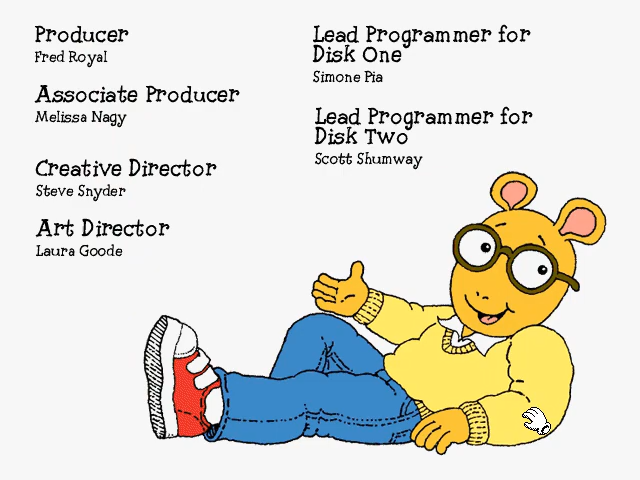 Producer
Fred Royal
Associate Producer
Melissa Nagy
Creative Director
Steve Snyder
Art Director
Laura Goode
Lead Programmer for
Disk One
Simone Pia
Lead Programmer for
Disk Two
Scott Shumway